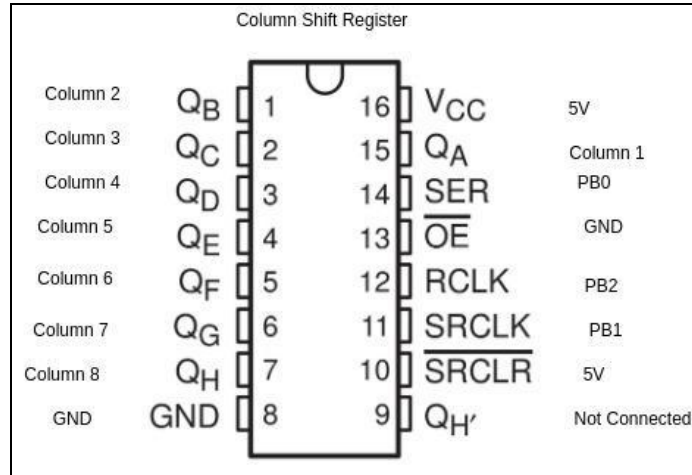 Column Shift Register
Column 2 QB 1 16 VCC 5V
Column 3 QC 2 15 QA Column 1
Column 4 QD 3 14 SER PB0
Column 5 QE 4 13 OE GND
Column 6 QF 5 12 RCLK PB2
Column 7 QG 6 11 SRCLK PB1
Column 8 QH 7 10 SRCLR 5V
GND GND 8 9 QH′ Not Connected